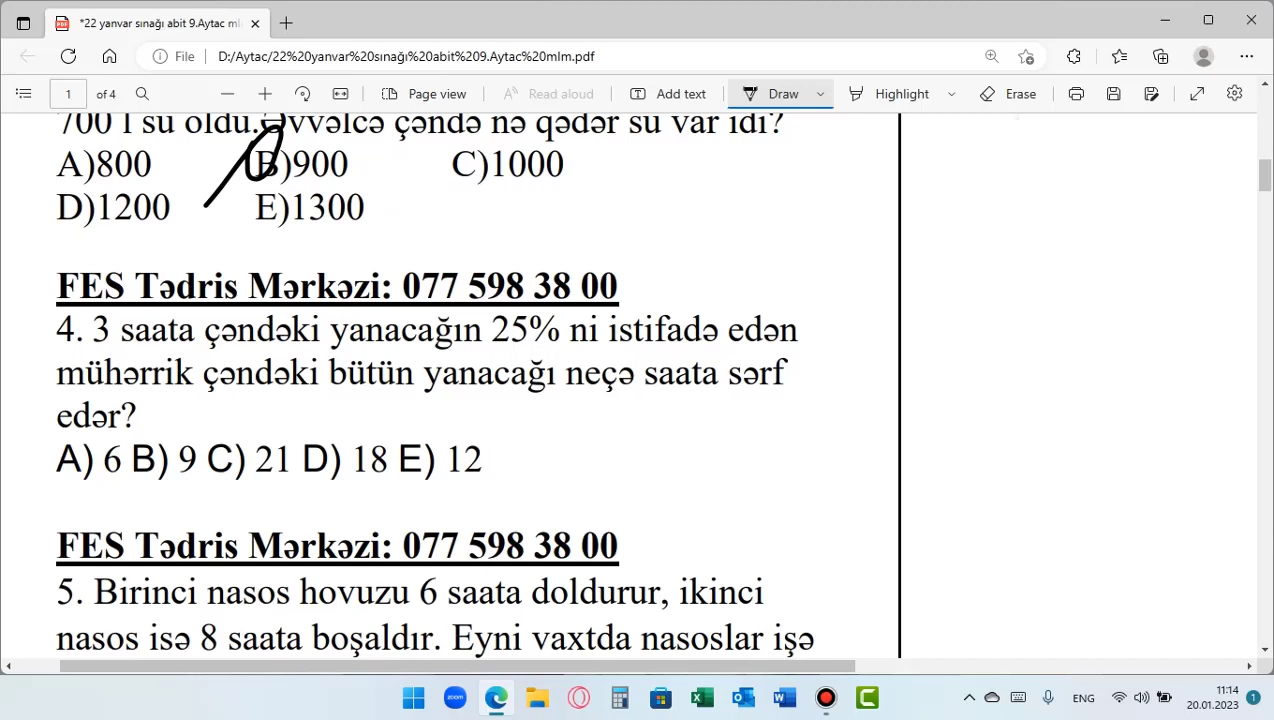 *22 yanvar sınağı abit 9.Aytac ml
File D:/Aytac/22%20yanvar%20sınağı%20abit%209.Aytac%20mlm.pdf
1 of 4 Page view Read aloud Add text Draw Highlight Erase
700 l su oldu.Əvvəlcə çəndə nə qədər su var idi?
A)800 B)900 C)1000
D)1200 E)1300
FES Tədris Mərkəzi: 077 598 38 00
4. 3 saata çəndəki yanacağın 25% ni istifadə edən
mühərrik çəndəki bütün yanacağı neçə saata sərf
edər?
A) 6 B) 9 C) 21 D) 18 E) 12
FES Tədris Mərkəzi: 077 598 38 00
5. Birinci nasos hovuzu 6 saata doldurur, ikinci
nasos isə 8 saata boşaldır. Eyni vaxtda nasoslar işə
zoom
ENG
11:14
20.01.2023
1